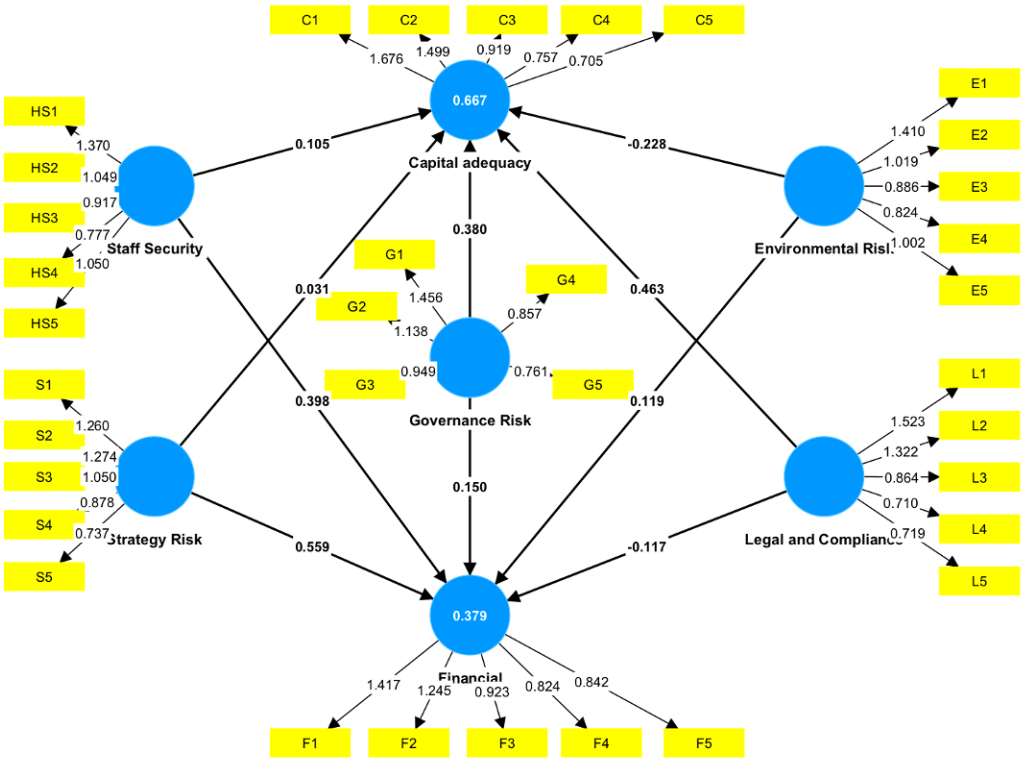 C1 C2 C3 C4 C5
1.676 1.499 0.919 0.757 0.705
0.667
Capital adequacy
HS1
HS2
HS3
HS4
HS5
1.370
1.049
0.917
0.777
1.050
Staff Security
0.105
-0.228
E1
E2
E3
E4
E5
1.410
1.019
0.886
0.824
1.002
Environmental Risk
0.380
0.031
0.463
G1
G2
G3
G4
G5
1.456
1.138
0.949
0.857
0.761
Governance Risk
0.398
0.119
0.150
S1
S2
S3
S4
S5
1.260
1.274
1.050
0.878
0.737
Strategy Risk
0.559
-0.117
L1
L2
L3
L4
L5
1.523
1.322
0.864
0.710
0.719
Legal and Compliance
0.379
Financial
1.417 1.245 0.923 0.824 0.842
F1 F2 F3 F4 F5